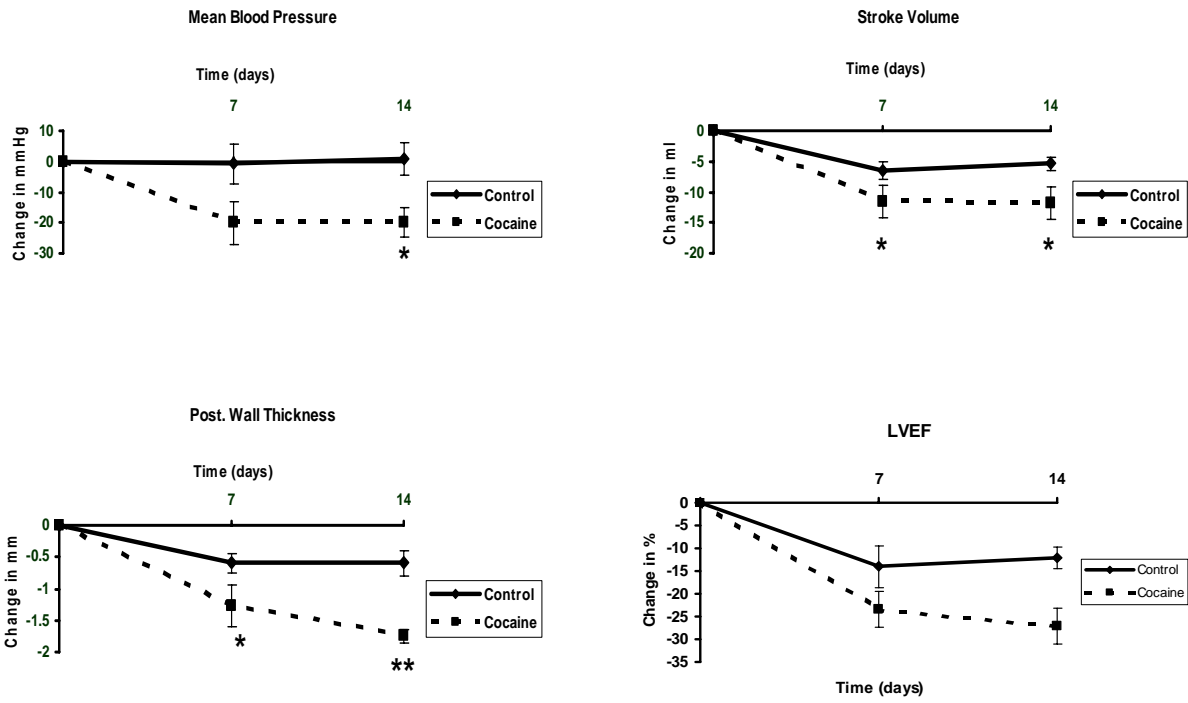 Mean Blood Pressure
Time (days)
7 14
10
0
-10
-20
-30
Change in mmHg
*
Control
Cocaine
Stroke Volume
Time (days)
7 14
0
-5
-10
-15
-20
Change in ml
* *
Control
Cocaine
Post. Wall Thickness
Time (days)
7 14
0
-0.5
-1
-1.5
-2
Change in mm
*
**
Control
Cocaine
LVEF
7 14
0
-5
-10
-15
-20
-25
-30
-35
Change in %
Control
Cocaine
Time (days)